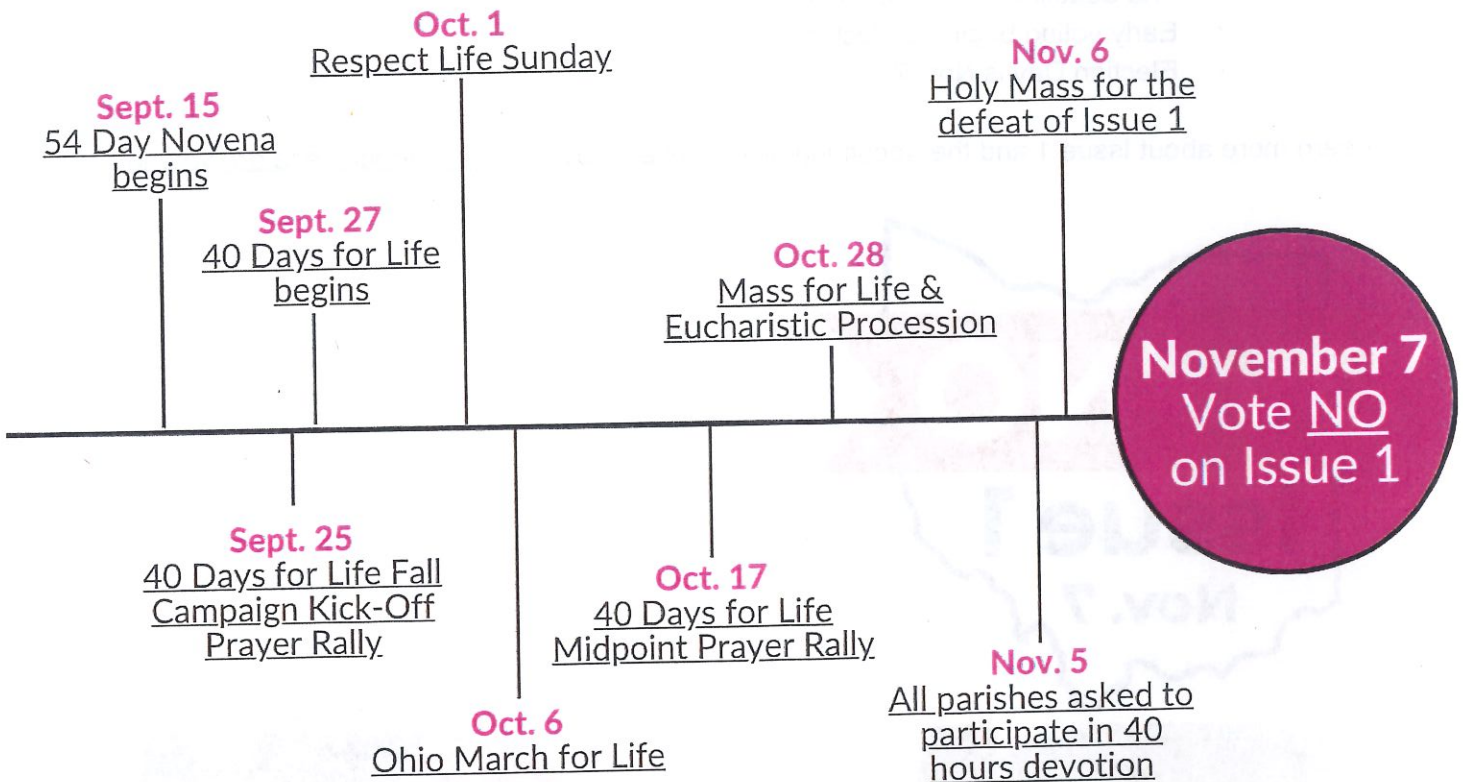 Oct. 1
Respect Life Sunday
Nov. 6
Holy Mass for the
defeat of Issue 1
Sept. 15
54 Day Novena
begins
Sept. 27
40 Days for Life
begins
Oct. 28
Mass for Life &
Eucharistic Procession
November 7
Vote NO
on Issue 1
Sept. 25
40 Days for Life Fall
Campaign Kick-Off
Prayer Rally
Oct. 17
40 Days for Life
Midpoint Prayer Rally
Nov. 5
All parishes asked to
participate in 40
hours devotion
Oct. 6
Ohio March for Life